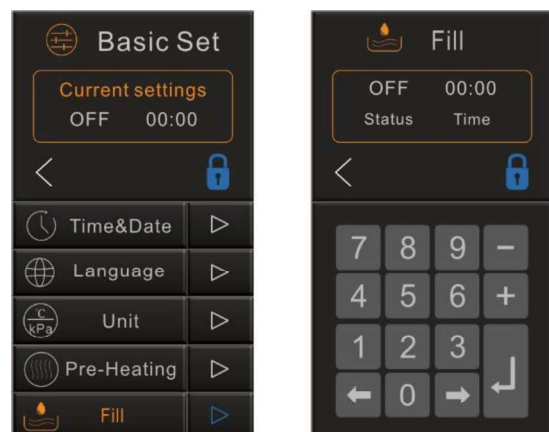 Basic Set
Current settings
OFF 00:00
Time&Date
Language
℃
kPa
Unit
Pre-Heating
Fill
Fill
OFF 00:00
Status Time
7 8 9 −
4 5 6 +
1 2 3
0